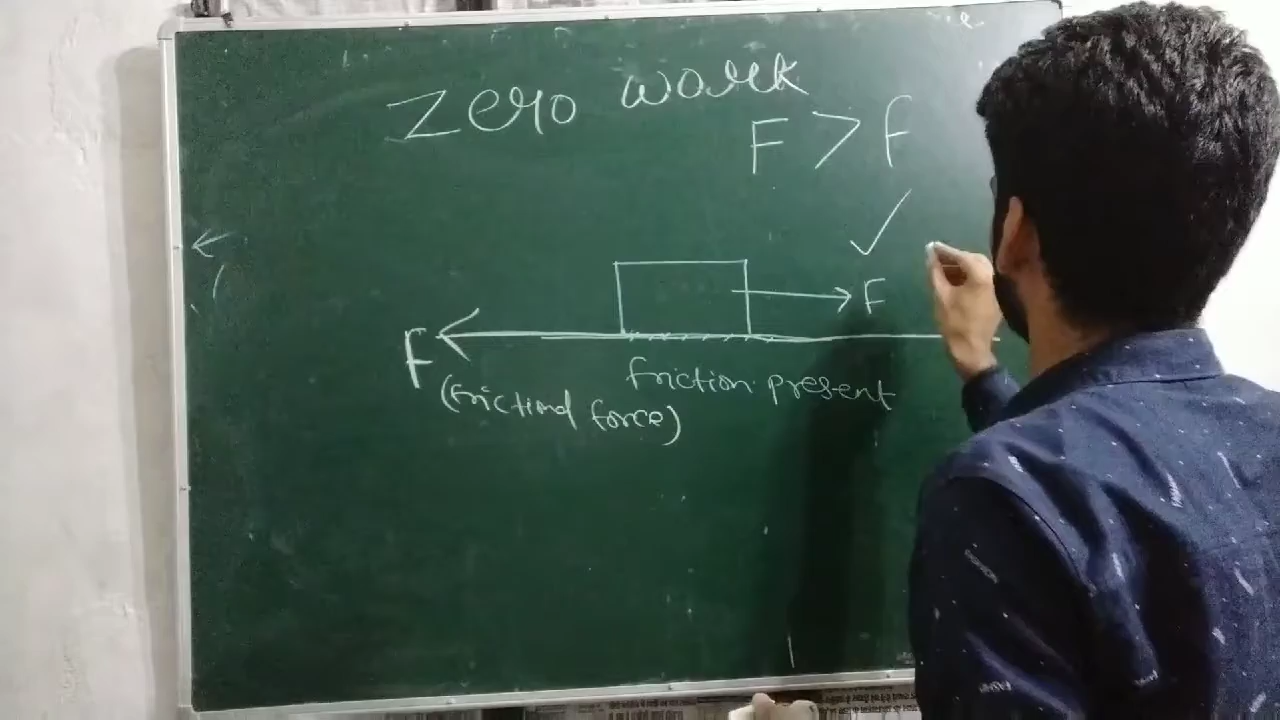 Zero work
F > f
✓
F
F
friction present
(frictional force)